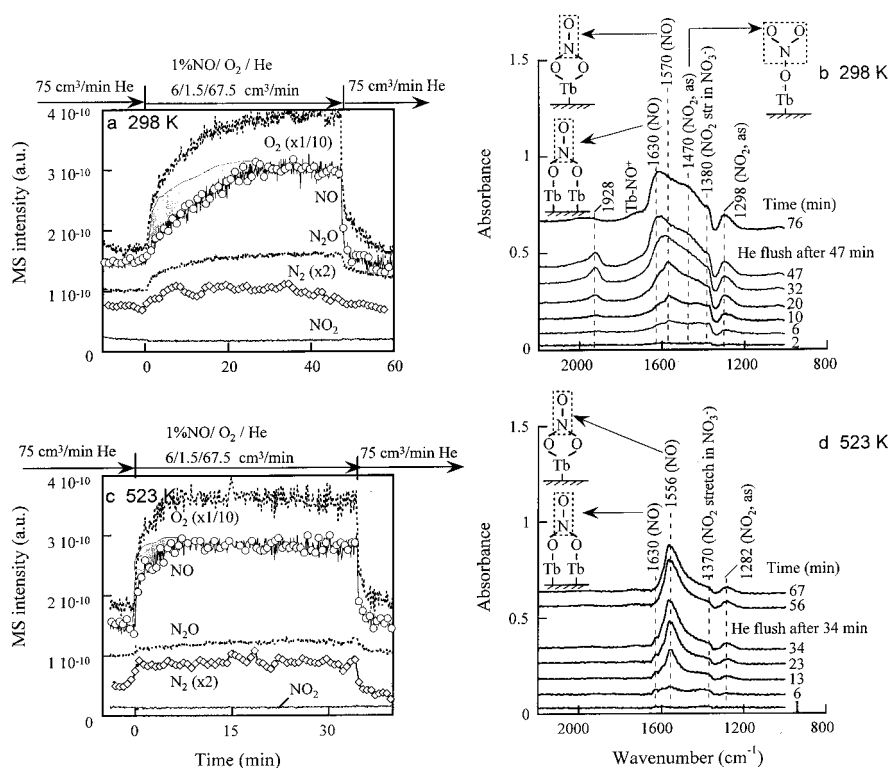 1%NO/ O2 / He
75 cm³/min He
6/1.5/67.5 cm³/min
75 cm³/min He
a 298 K
4 10-10
3 10-10
2 10-10
1 10-10
0
MS intensity (a.u.)
O2 (x1/10)
NO
N2O
N2 (x2)
NO2
0
20
40
60
b 298 K
1.5
1
0.5
0
Absorbance
O
N
O O
Tb
O
N
O O
Tb Tb
O O
N
O
Tb
1928
Tb-NO+
1630 (NO)
1570 (NO)
1470 (NO2, as)
1380 (NO2 str in NO3-)
1298 (NO2, as)
Time (min)
76
He flush after 47 min
47
32
20
10
6
2
2000
1600
1200
800
1%NO/ O2 / He
75 cm³/min He
6/1.5/67.5 cm³/min
75 cm³/min He
c 523 K
4 10-10
3 10-10
2 10-10
1 10-10
0
MS intensity (a.u.)
O2 (x1/10)
NO
N2O
N2 (x2)
NO2
0
15
30
Time (min)
d 523 K
1.5
1
0.5
0
Absorbance
O
N
O O
Tb
O
N
O O
Tb Tb
1630 (NO)
1556 (NO)
1370 (NO2 stretch in NO3-)
1282 (NO2, as)
Time (min)
67
56
He flush after 34 min
34
23
13
6
1
2000
1600
1200
800
Wavenumber (cm-1)